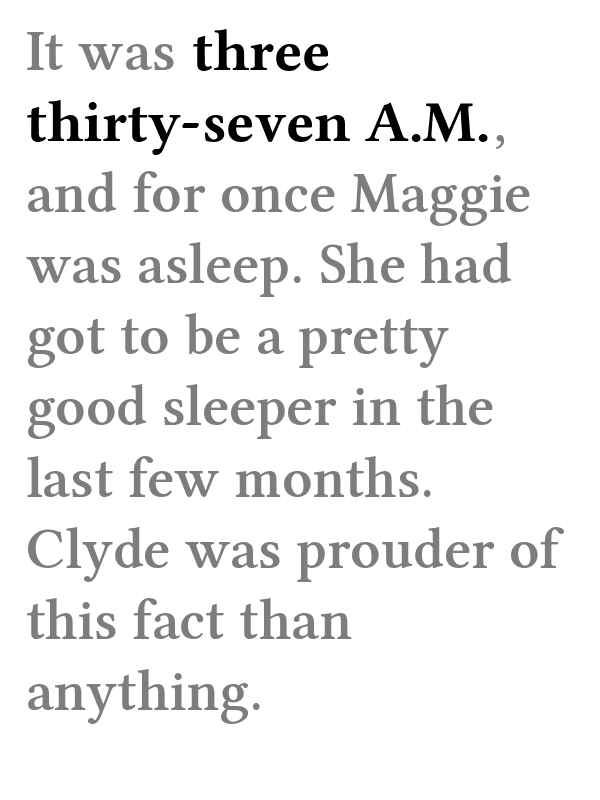 It was three
thirty-seven A.M.,
and for once Maggie
was asleep. She had
got to be a pretty
good sleeper in the
last few months.
Clyde was prouder of
this fact than
anything.